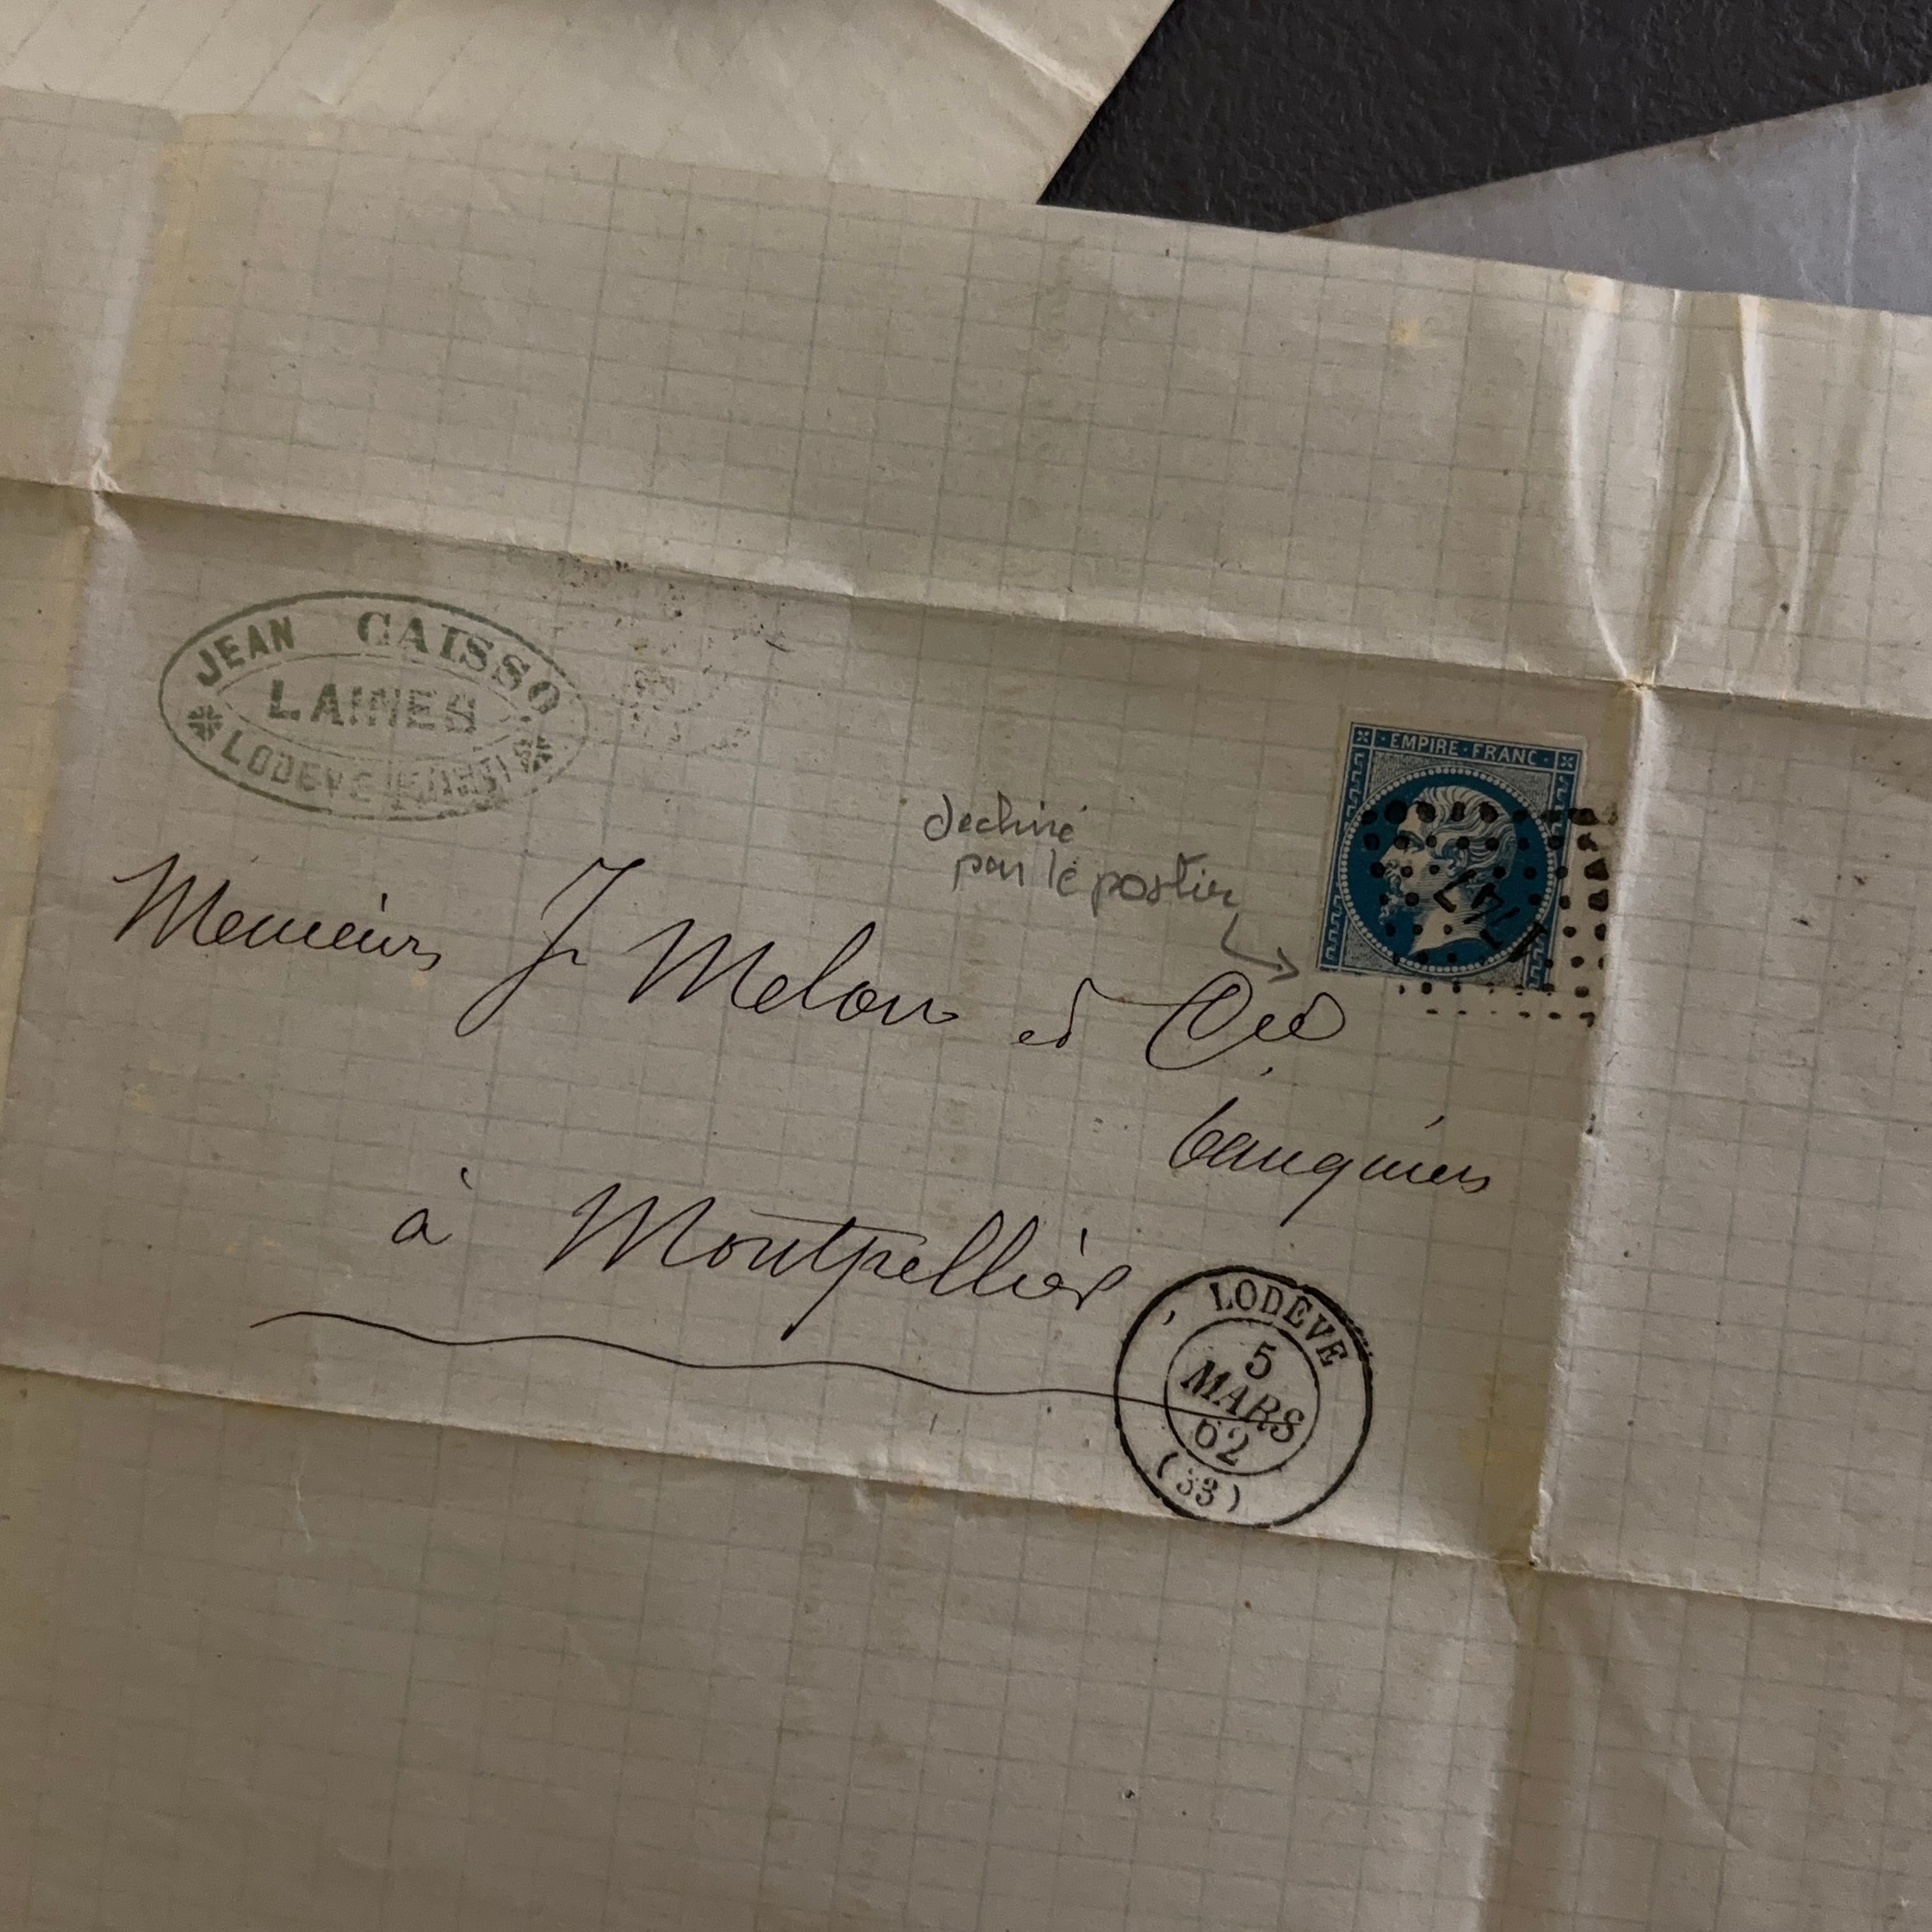 JEAN CAISSO
LAINES
LODEVE
EMPIRE · FRANC ·
dechiré
par le postier
Messieurs J Melon et Cie
banquiers
à Montpellier
LODEVE
5
MARS
62
(33)